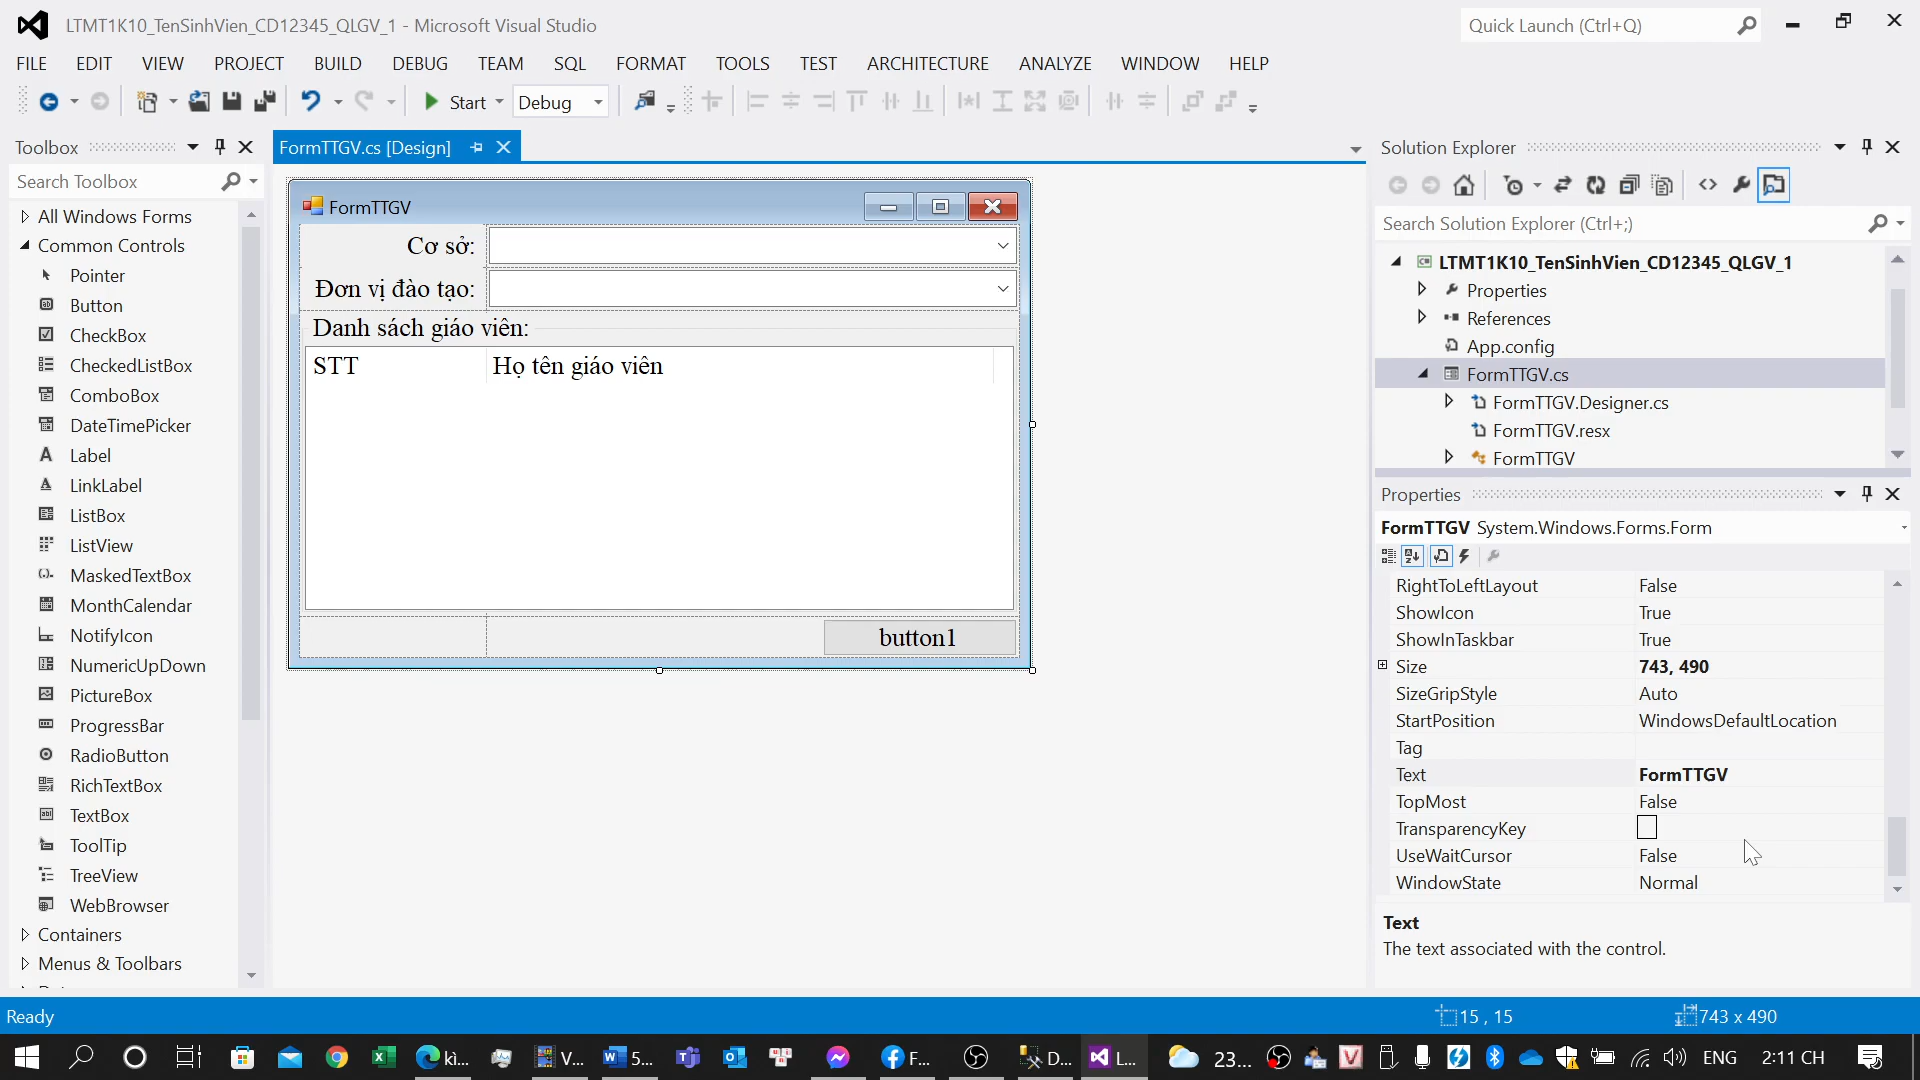 LTMT1K10_TenSinhVien_CD12345_QLGV_1 - Microsoft Visual Studio
Quick Launch (Ctrl+Q)
FILE EDIT VIEW PROJECT BUILD DEBUG TEAM SQL FORMAT TOOLS TEST ARCHITECTURE ANALYZE WINDOW HELP
Start Debug
Toolbox
Search Toolbox
All Windows Forms
Common Controls
Pointer
Button
CheckBox
CheckedListBox
ComboBox
DateTimePicker
Label
LinkLabel
ListBox
ListView
MaskedTextBox
MonthCalendar
NotifyIcon
NumericUpDown
PictureBox
ProgressBar
RadioButton
RichTextBox
TextBox
ToolTip
TreeView
WebBrowser
Containers
Menus & Toolbars
FormTTGV.cs [Design]
FormTTGV
Cơ sở:
Đơn vị đào tạo:
Danh sách giáo viên:
STT Họ tên giáo viên
button1
Solution Explorer
Search Solution Explorer (Ctrl+;)
LTMT1K10_TenSinhVien_CD12345_QLGV_1
Properties
References
App.config
FormTTGV.cs
FormTTGV.Designer.cs
FormTTGV.resx
FormTTGV
Properties
FormTTGV System.Windows.Forms.Form
RightToLeftLayout False
ShowIcon True
ShowInTaskbar True
Size 743, 490
SizeGripStyle Auto
StartPosition WindowsDefaultLocation
Tag
Text FormTTGV
TopMost False
TransparencyKey
UseWaitCursor False
WindowState Normal
Text
The text associated with the control.
Ready 15 , 15 743 x 490
kì... V... 5... F... D... L... 23... ENG 2:11 CH